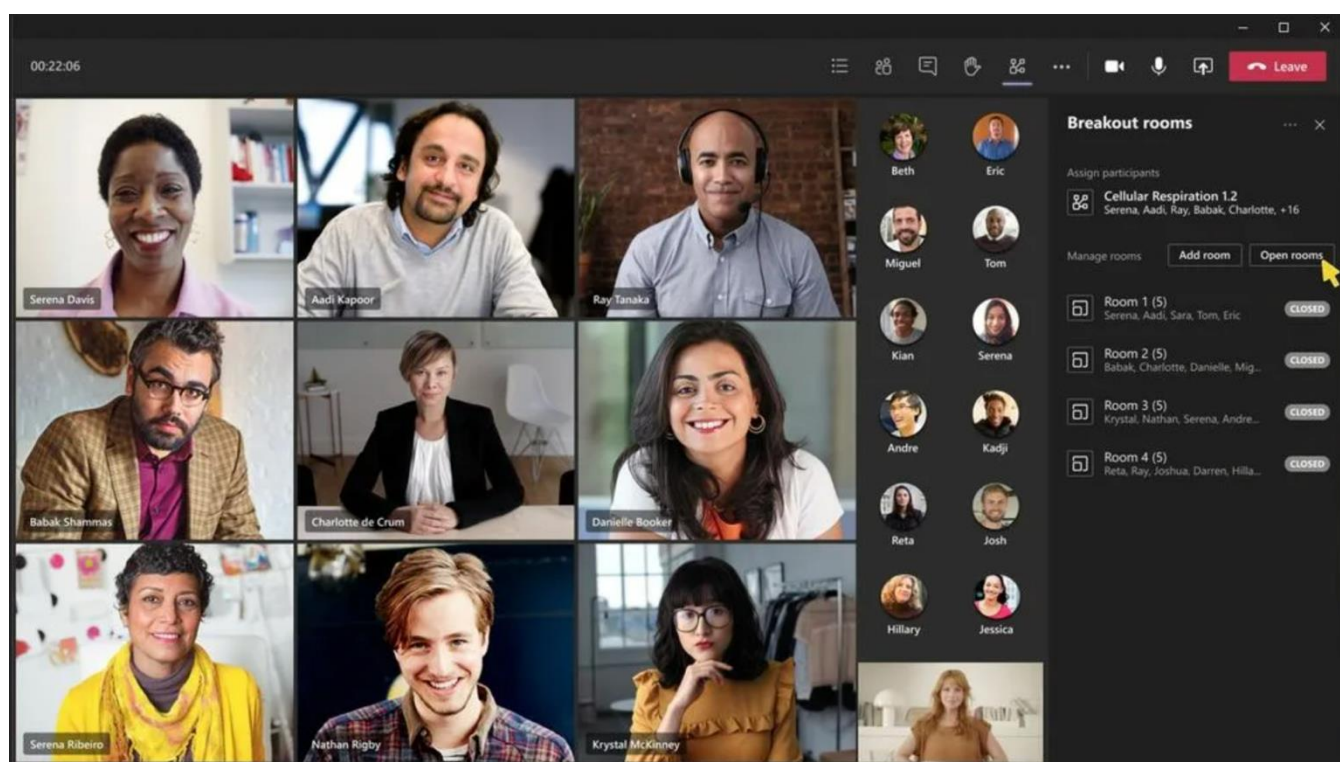 00:22:06
Leave
Serena Davis
Aadi Kapoor
Ray Tanaka
Babak Shammas
Charlotte de Crum
Danielle Booker
Serena Ribeiro
Nathan Rigby
Krystal McKinney
Beth
Eric
Miguel
Tom
Kian
Serena
Andre
Kadji
Reta
Josh
Hillary
Jessica
Breakout rooms
Assign participants
Cellular Respiration 1.2
Serena, Aadi, Ray, Babak, Charlotte, +16
Manage rooms
Add room
Open rooms
Room 1 (5)
Serena, Aadi, Sara, Tom, Eric
CLOSED
Room 2 (5)
Babak, Charlotte, Danielle, Mig...
CLOSED
Room 3 (5)
Krystal, Nathan, Serena, Andre...
CLOSED
Room 4 (5)
Reta, Ray, Joshua, Darren, Hilla...
CLOSED